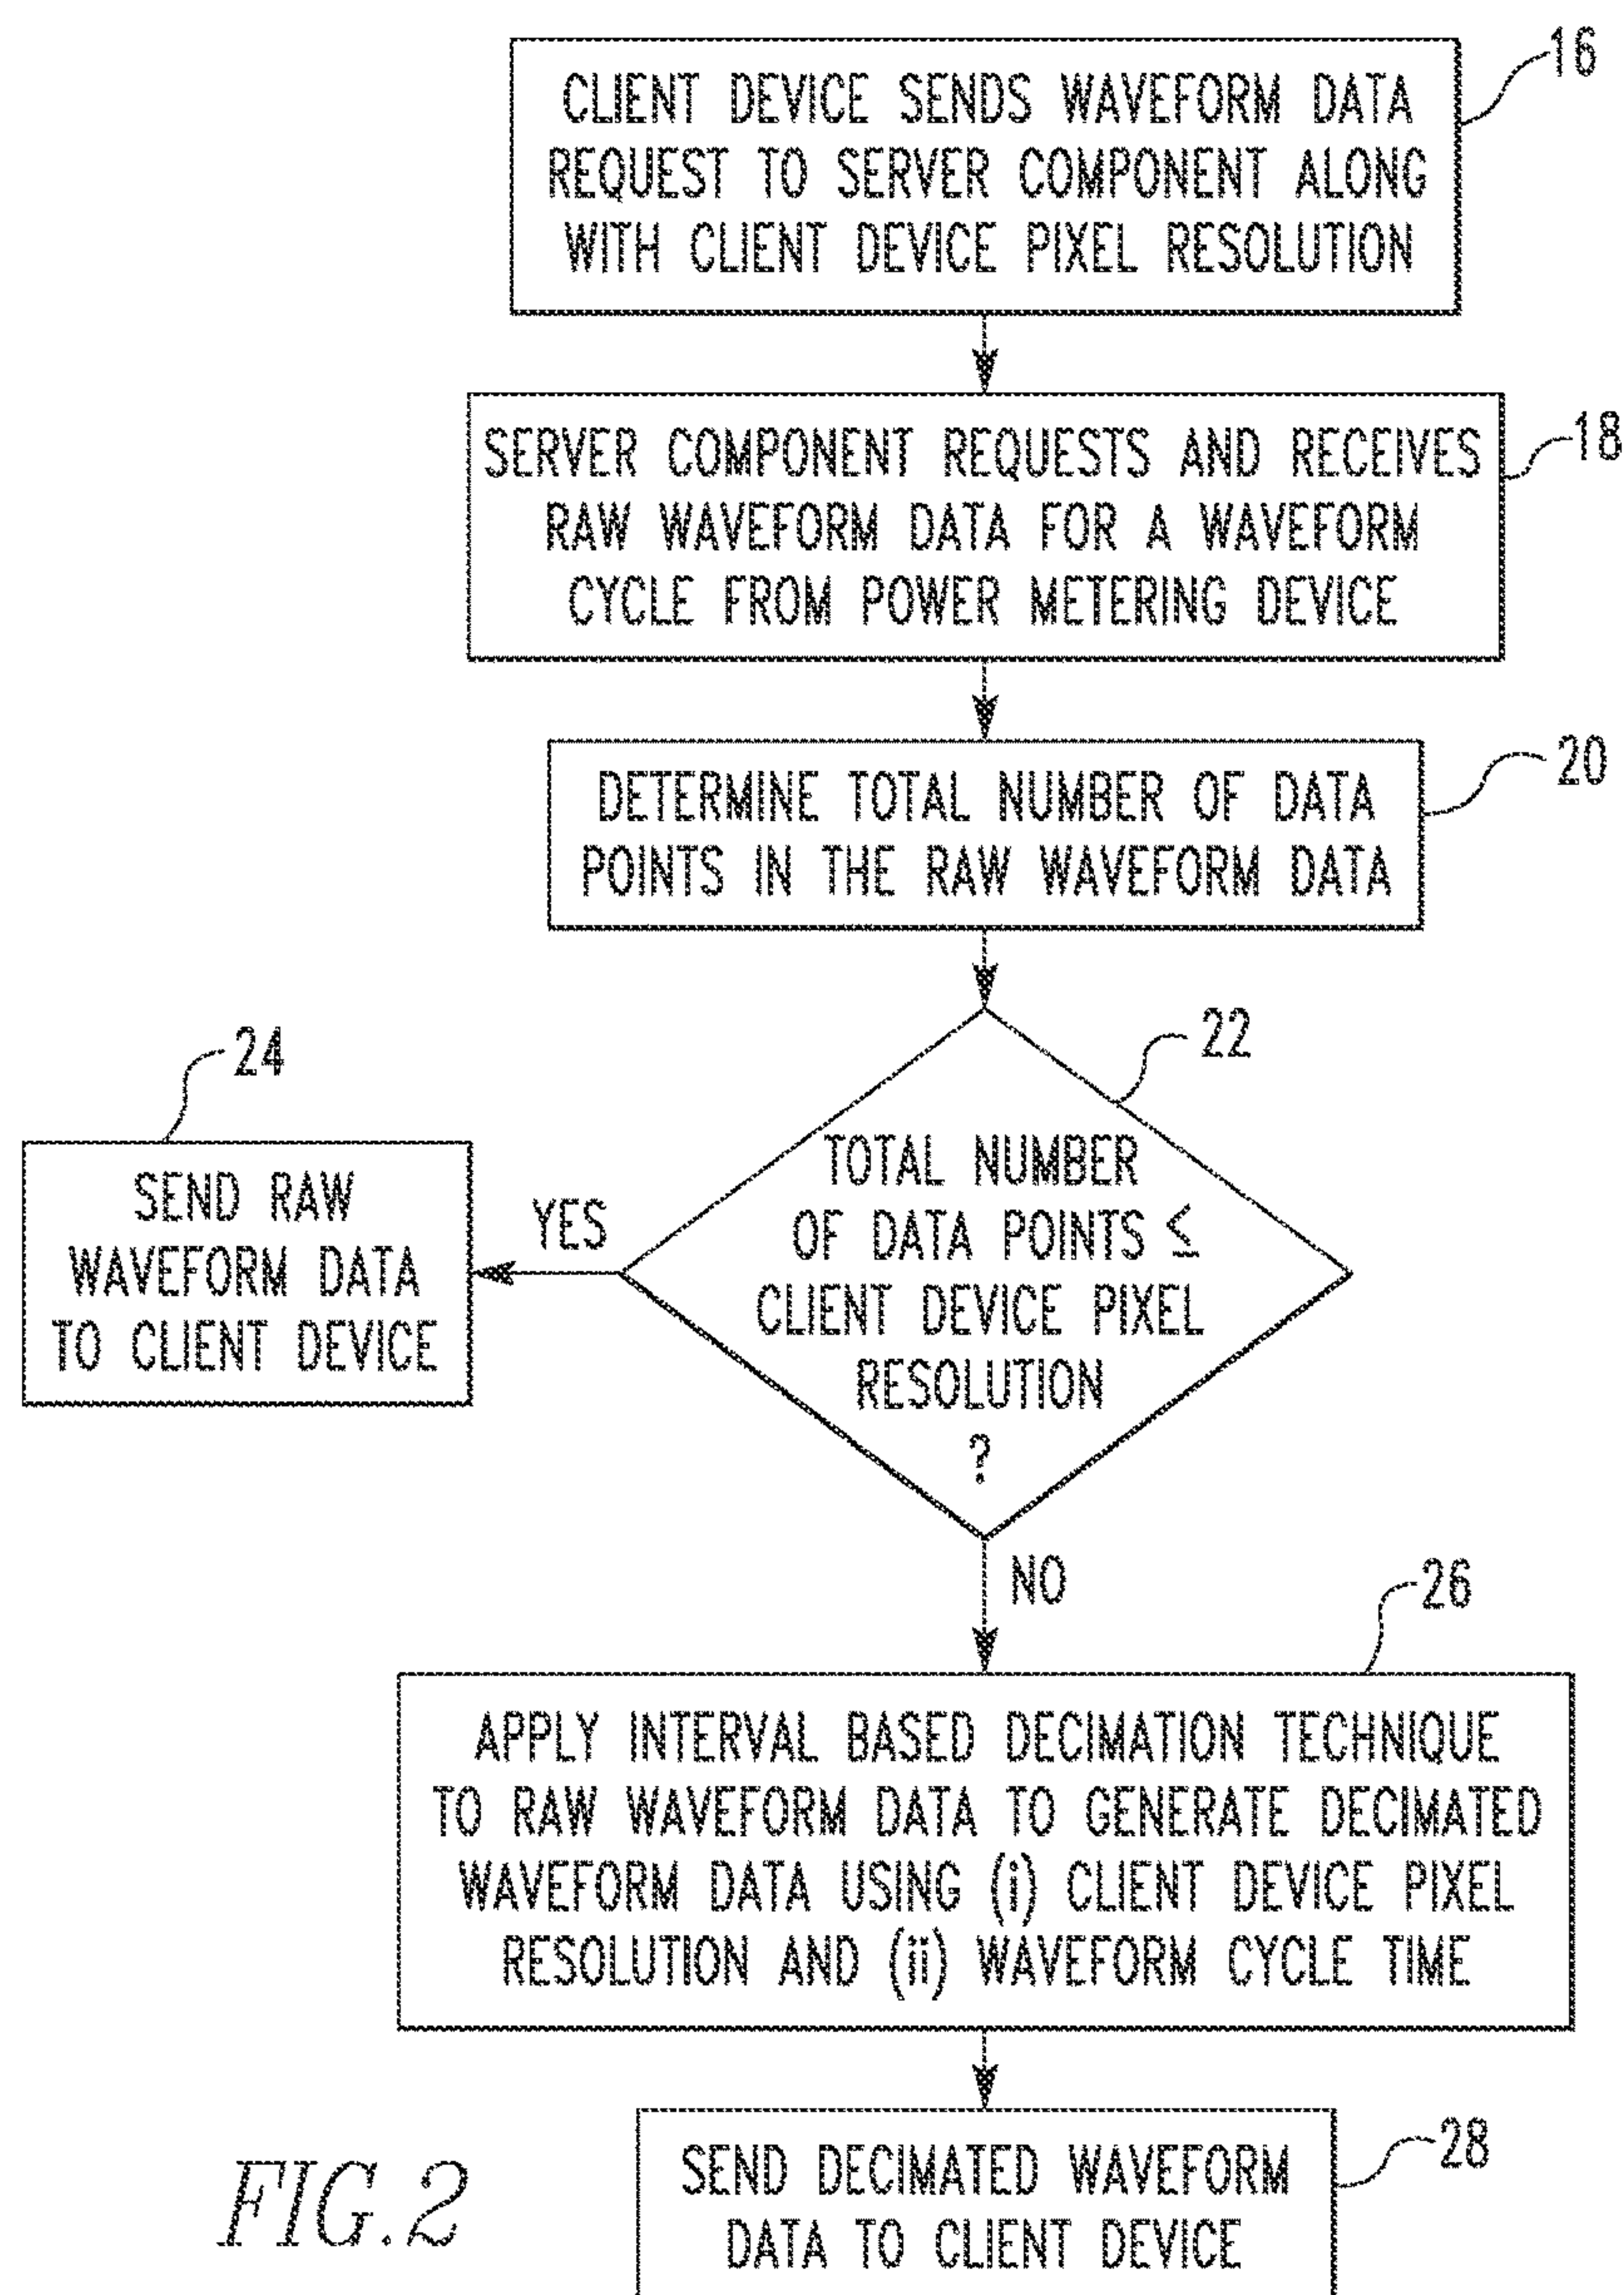 16
CLIENT DEVICE SENDS WAVEFORM DATA
REQUEST TO SERVER COMPONENT ALONG
WITH CLIENT DEVICE PIXEL RESOLUTION
18
SERVER COMPONENT REQUESTS AND RECEIVES
RAW WAVEFORM DATA FOR A WAVEFORM
CYCLE FROM POWER METERING DEVICE
20
DETERMINE TOTAL NUMBER OF DATA
POINTS IN THE RAW WAVEFORM DATA
22
TOTAL NUMBER
OF DATA POINTS ≤
CLIENT DEVICE PIXEL
RESOLUTION
?
YES
24
SEND RAW
WAVEFORM DATA
TO CLIENT DEVICE
NO
26
APPLY INTERVAL BASED DECIMATION TECHNIQUE
TO RAW WAVEFORM DATA TO GENERATE DECIMATED
WAVEFORM DATA USING (i) CLIENT DEVICE PIXEL
RESOLUTION AND (ii) WAVEFORM CYCLE TIME
28
SEND DECIMATED WAVEFORM
DATA TO CLIENT DEVICE
FIG.2